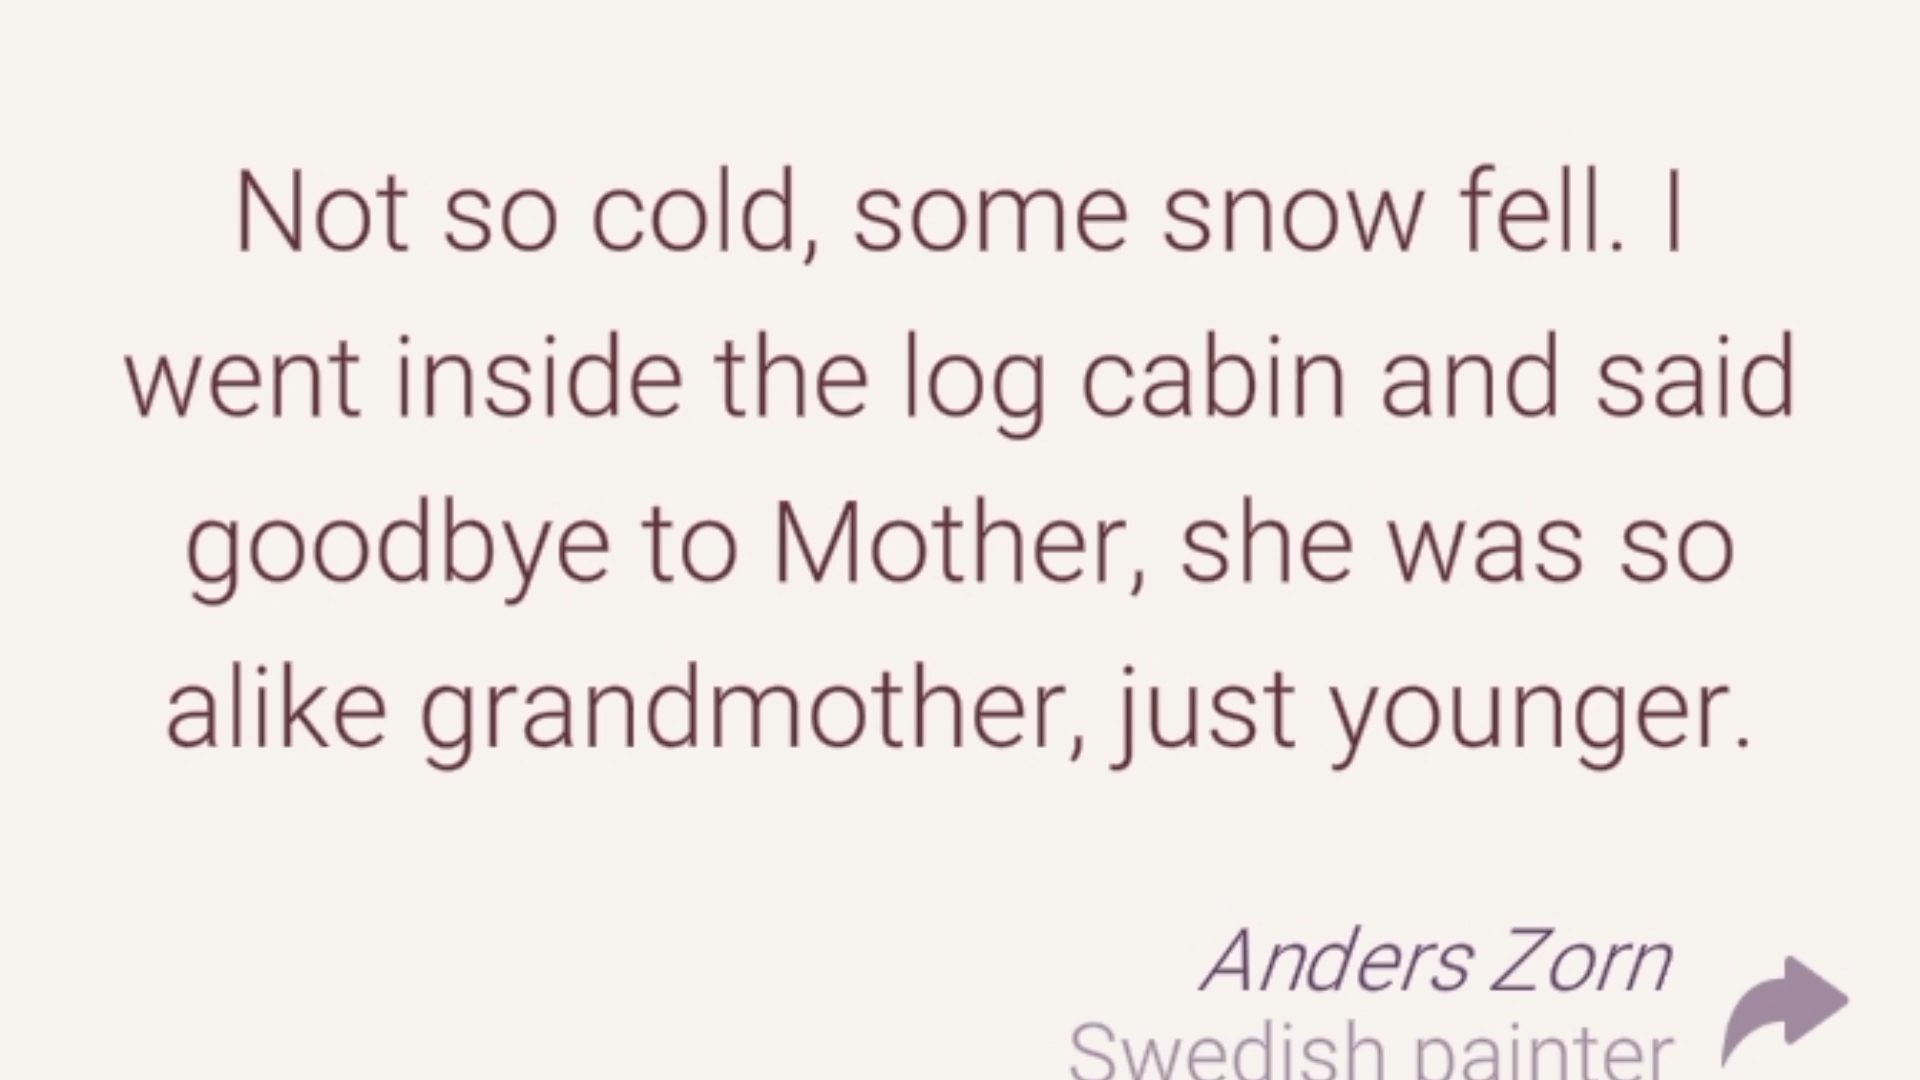 Not so cold, some snow fell. I
went inside the log cabin and said
goodbye to Mother, she was so
alike grandmother, just younger.
Anders Zorn
Swedish painter